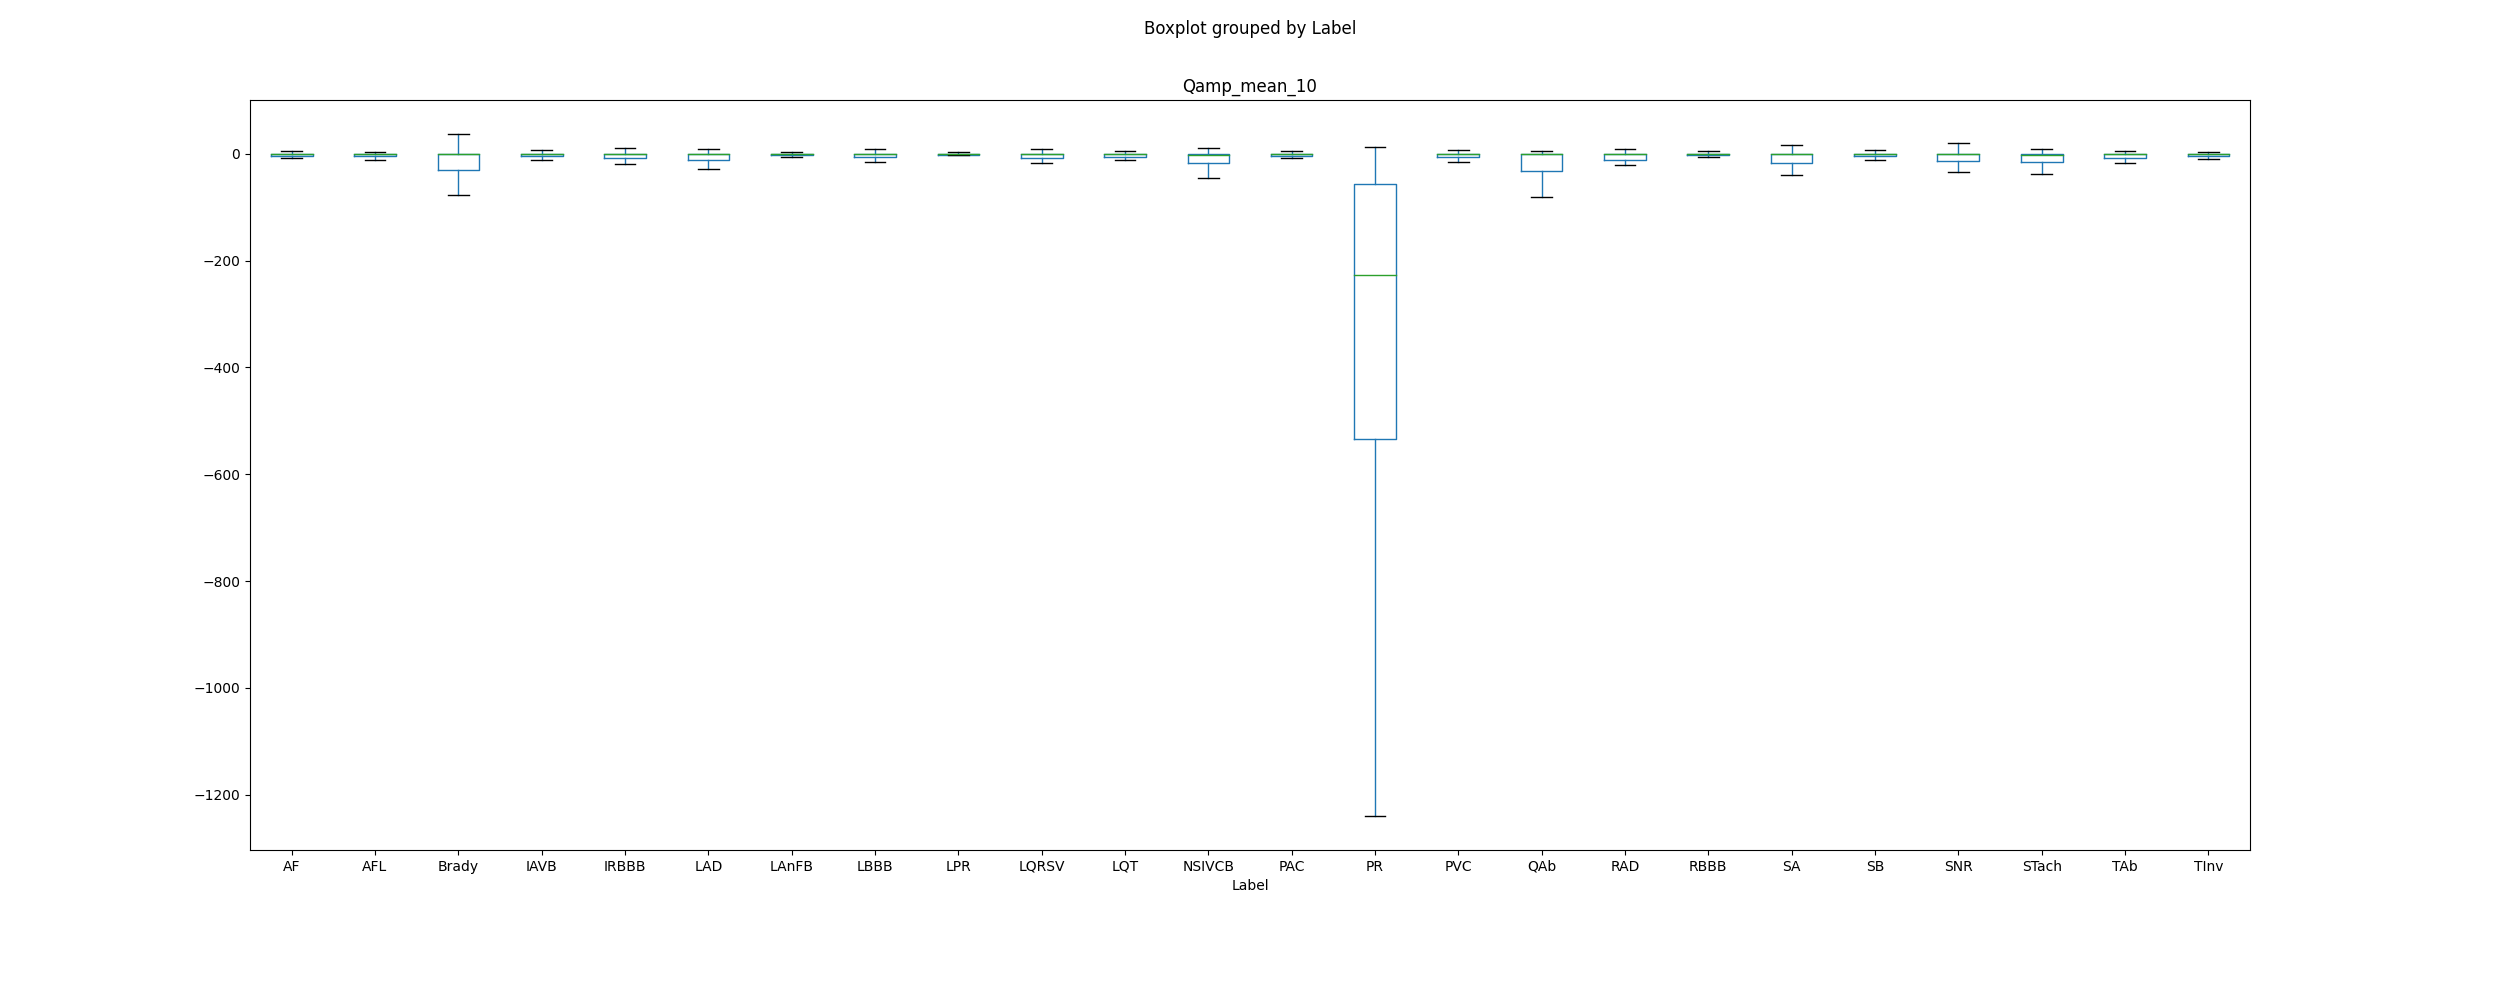 Boxplot grouped by Label
Qamp_mean_10
0
−200
−400
−600
−800
−1000
−1200
AF AFL Brady IAVB IRBBB LAD LAnFB LBBB LPR LQRSV LQT NSIVCB PAC PR PVC QAb RAD RBBB SA SB SNR STach TAb TInv
Label